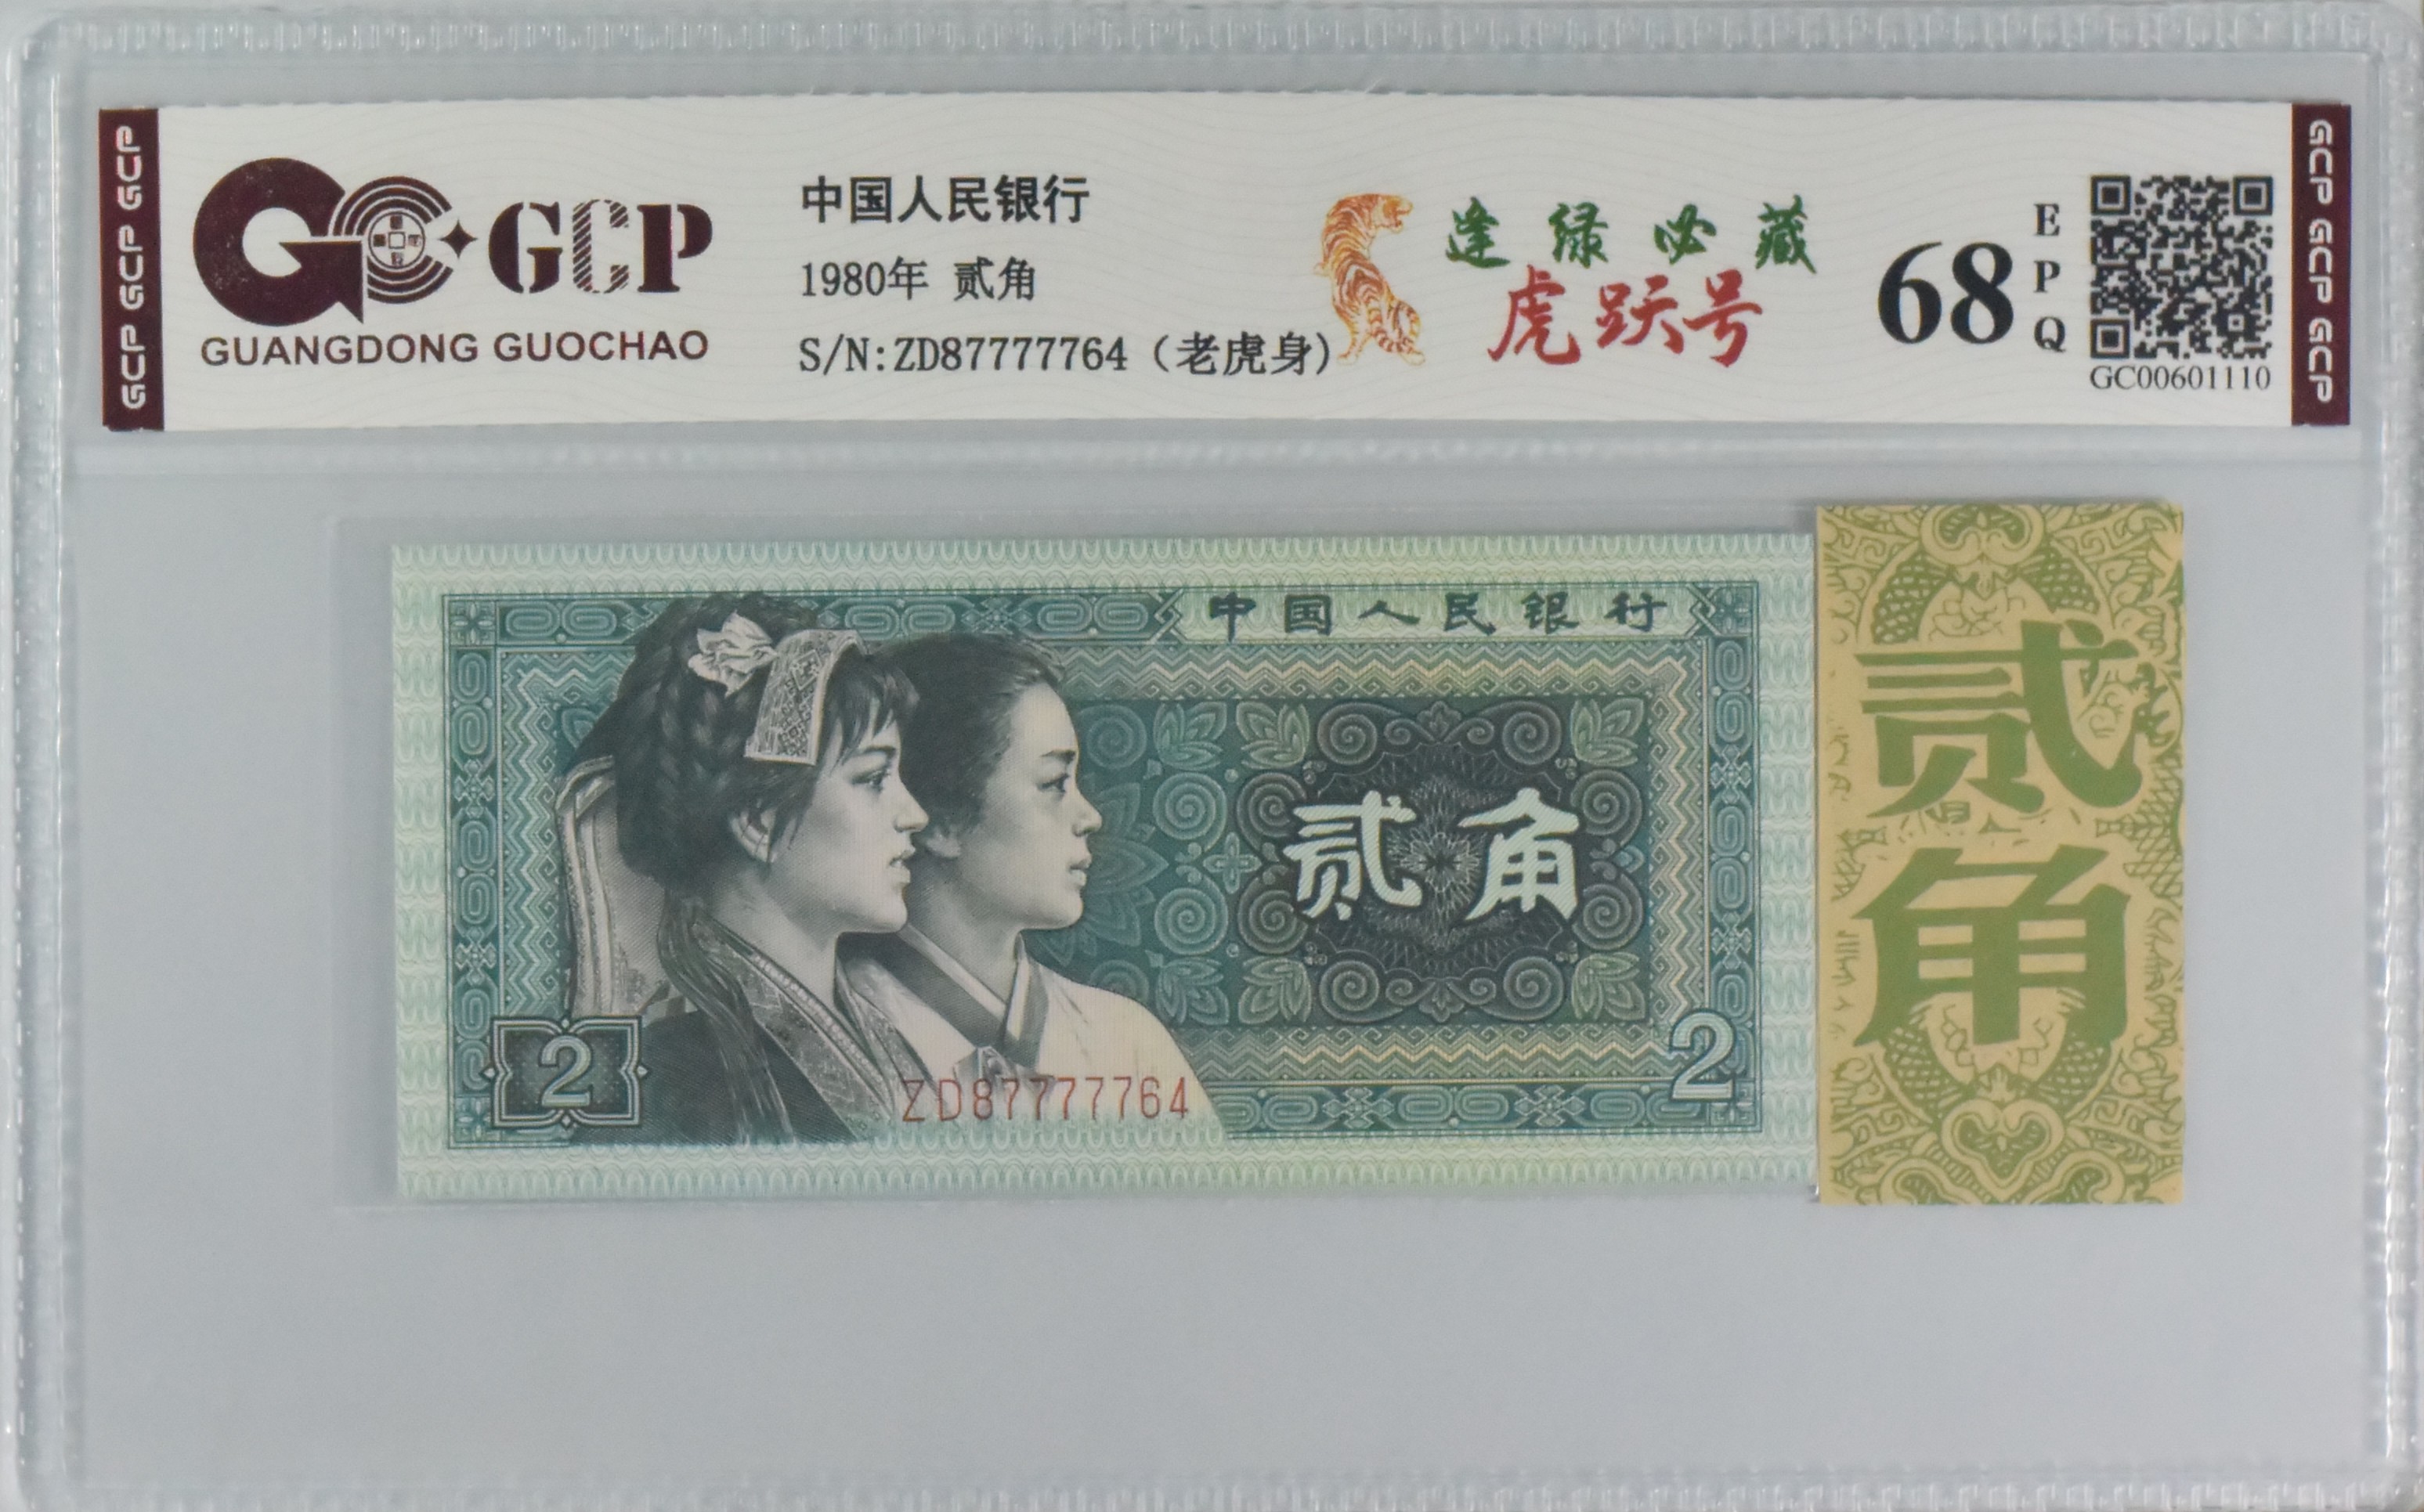 GCP GCP GCP
GCP
GUANGDONG GUOCHAO
中国人民银行
1980年 贰角
S/N:ZD87777764（老虎身）
逢绿必藏
虎跃号
68
EPQ
GC00601110
GCP GCP GCP
中国人民银行
贰角
2
2
ZD87777764
贰角